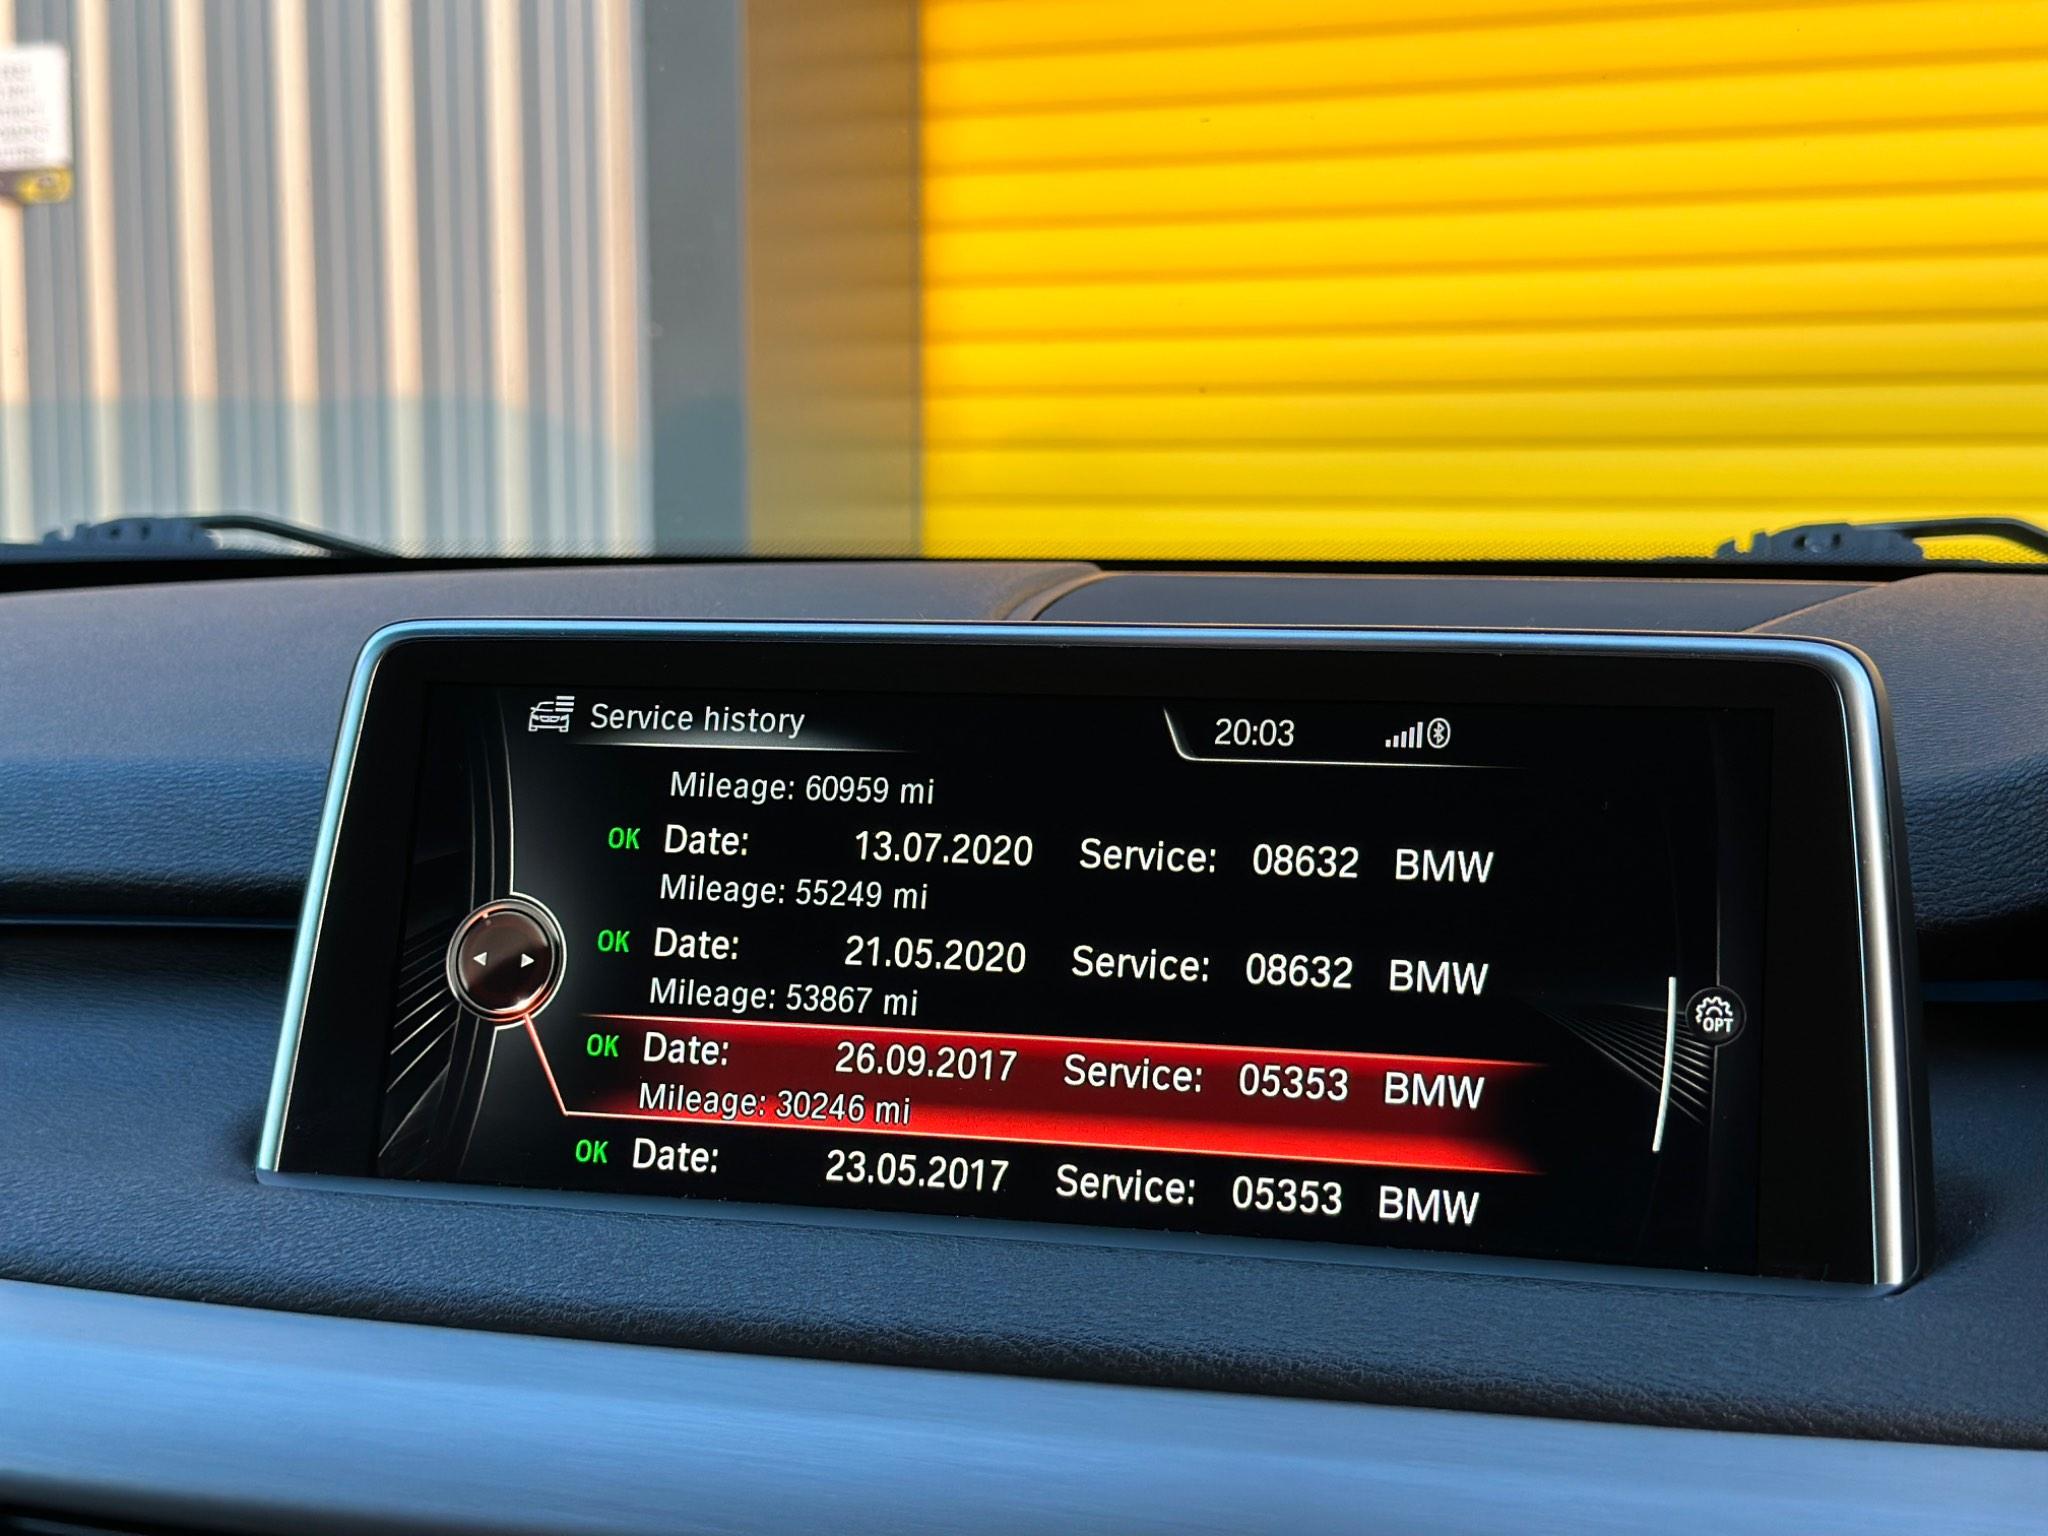 Service history 20:03
Mileage: 60959 mi
OK Date: 13.07.2020 Service: 08632 BMW
Mileage: 55249 mi
OK Date: 21.05.2020 Service: 08632 BMW
Mileage: 53867 mi
OK Date: 26.09.2017 Service: 05353 BMW
Mileage: 30246 mi
OK Date: 23.05.2017 Service: 05353 BMW
OPT